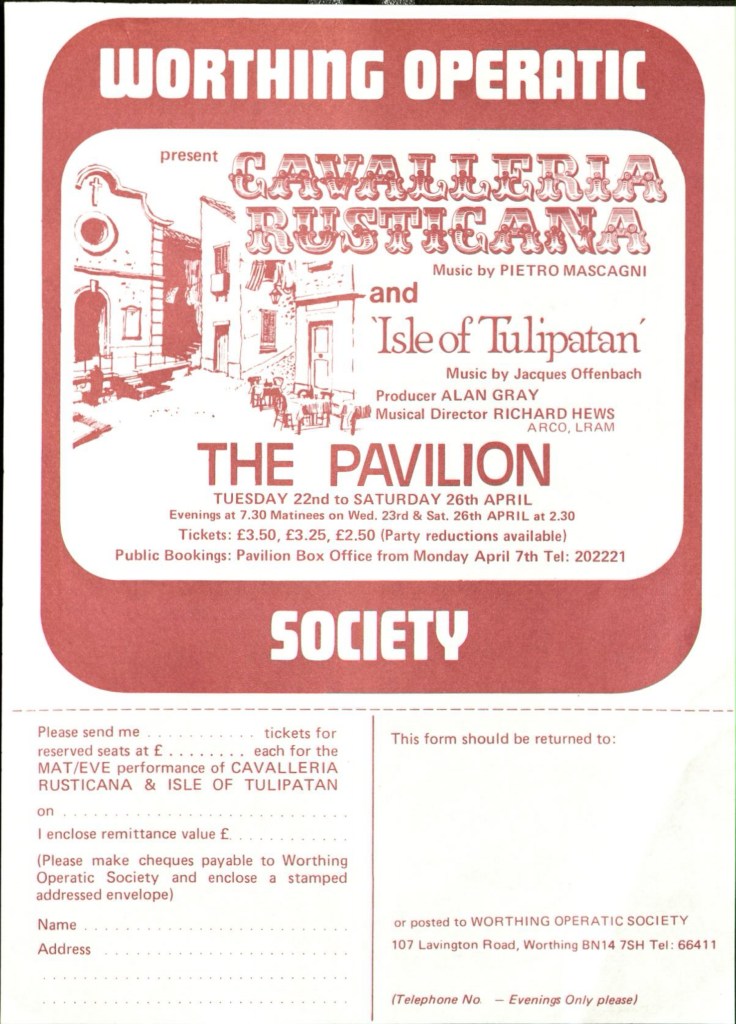 WORTHING OPERATIC
present CAVALLERIA
RUSTICANA
Music by PIETRO MASCAGNI
and
'Isle of Tulipatan'
Music by Jacques Offenbach
Producer ALAN GRAY
Musical Director RICHARD HEWS
ARCO, LRAM
THE PAVILION
TUESDAY 22nd to SATURDAY 26th APRIL
Evenings at 7.30 Matinees on Wed. 23rd & Sat. 26th APRIL at 2.30
Tickets: £3.50, £3.25, £2.50 (Party reductions available)
Public Bookings: Pavilion Box Office from Monday April 7th Tel: 202221
SOCIETY
Please send me . . . . . . . . . . . tickets for
reserved seats at £ . . . . . . . . each for the
MAT/EVE performance of CAVALLERIA
RUSTICANA & ISLE OF TULIPATAN
on . . . . . . . . . . . . . . . . . . . . . . . . . . . . .
I enclose remittance value £. . . . . . . . . . . .
(Please make cheques payable to Worthing
Operatic Society and enclose a stamped
addressed envelope)
Name . . . . . . . . . . . . . . . . . . . . . . . . . . .
Address . . . . . . . . . . . . . . . . . . . . . . . . .
. . . . . . . . . . . . . . . . . . . . . . . . . . . . . . .
. . . . . . . . . . . . . . . . . . . . . . . . . . . . . . .
This form should be returned to:
or posted to WORTHING OPERATIC SOCIETY
107 Lavington Road, Worthing BN14 7SH Tel: 66411
(Telephone No. – Evenings Only please)